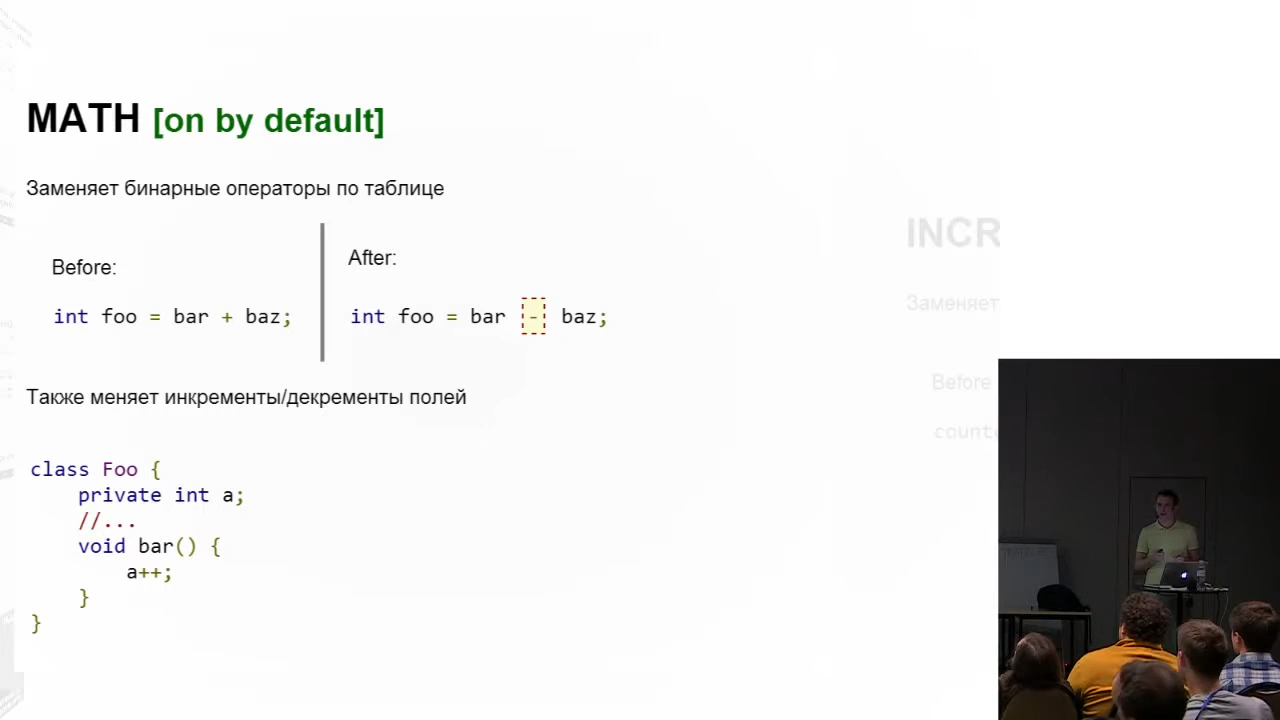 MATH [on by default]
Заменяет бинарные операторы по таблице
Before:
int foo = bar + baz;
After:
int foo = bar - baz;
Также меняет инкременты/декременты полей
class Foo {
private int a;
//...
void bar() {
a++;
}
}
INCR
Заменяет
Before